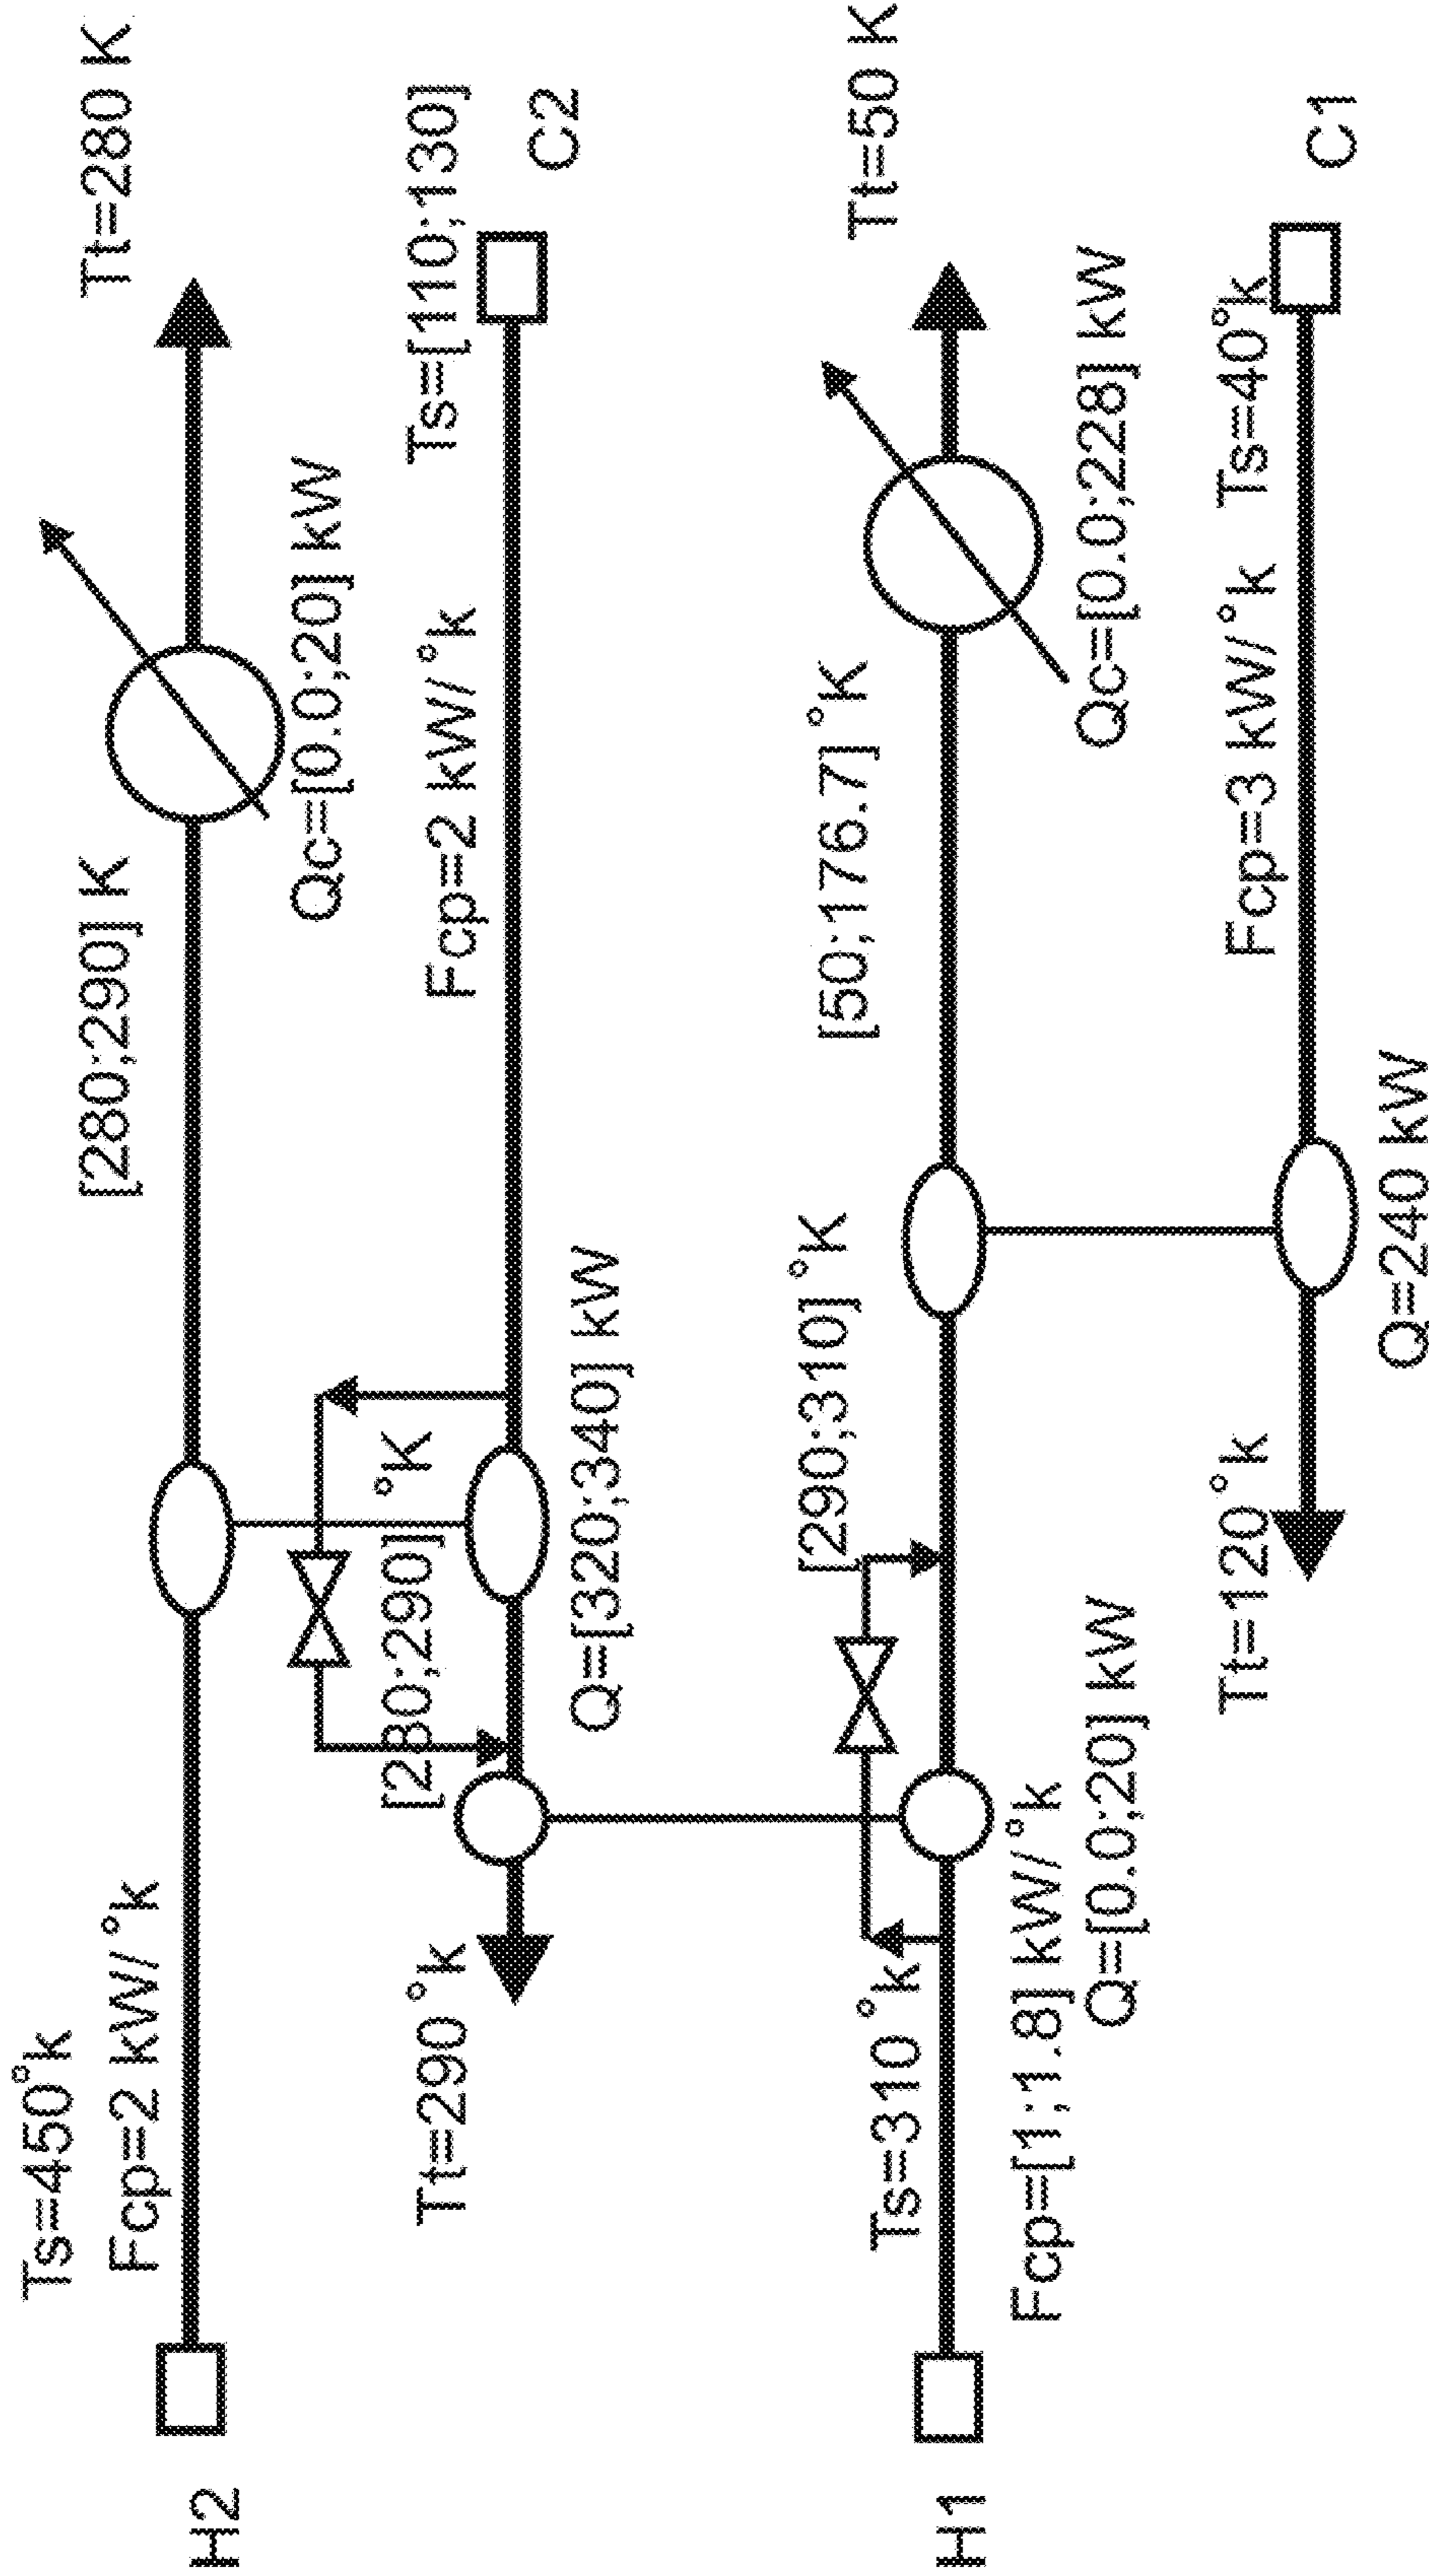 Ts=450°k
Fcp=2 kW/°k
[280;290] K
Tt=280 K
H2
Qc=[0.0;20] kW
[280;290] °K
Ts=[110;130]
Tt=290 °k
Fcp=2 kW/°k
C2
Q=[320;340] kW
[290;310] °K
[50;176.7] °K
Tt=50 K
Ts=310 °k
H1
Fcp=[1;1.8] kW/°k
Q=[0.0;20] kW
Qc=[0.0;228] kW
Tt=120 °k
Fcp=3 kW/°k
Ts=40°k
C1
Q=240 kW